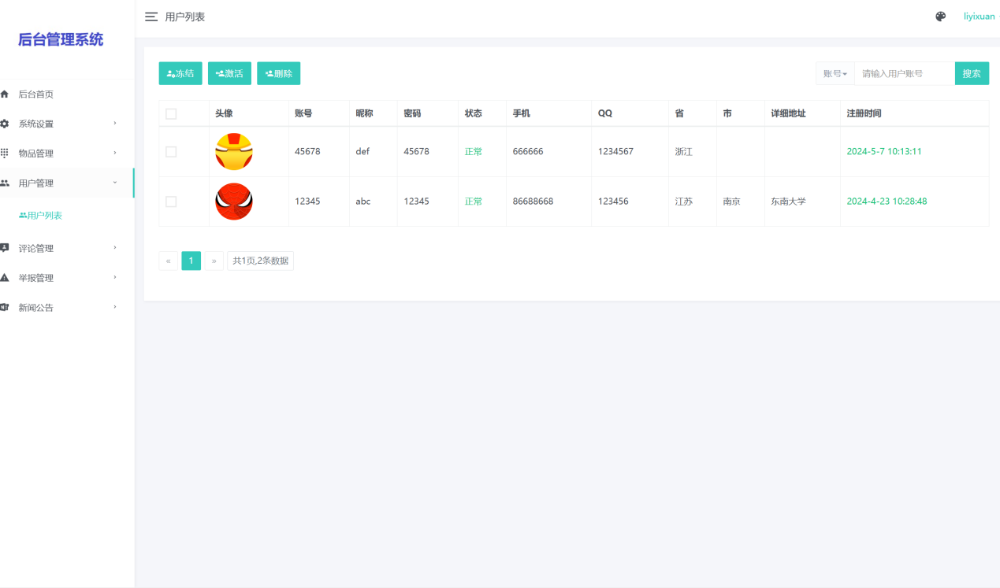 后台管理系统
后台首页
系统设置
物品管理
用户管理
用户列表
评论管理
举报管理
新闻公告
用户列表 liyixuan
冻结 激活 删除 账号 请输入用户账号 搜索
头像 账号 昵称 密码 状态 手机 QQ 省 市 详细地址 注册时间
45678 def 45678 正常 666666 1234567 浙江 2024-5-7 10:13:11
12345 abc 12345 正常 86688668 123456 江苏 南京 东南大学 2024-4-23 10:28:48
« 1 » 共1页,2条数据